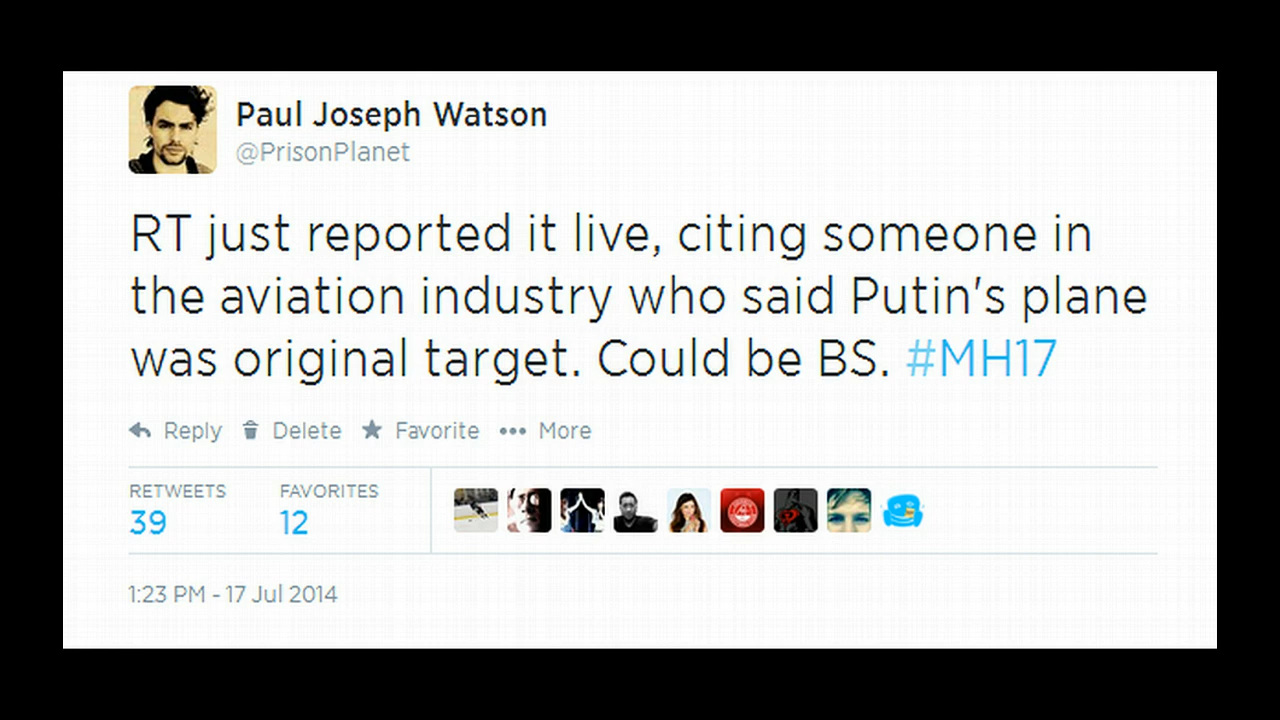 Paul Joseph Watson
@PrisonPlanet
RT just reported it live, citing someone in
the aviation industry who said Putin's plane
was original target. Could be BS. #MH17
Reply Delete Favorite More
RETWEETS FAVORITES
39 12
1:23 PM - 17 Jul 2014